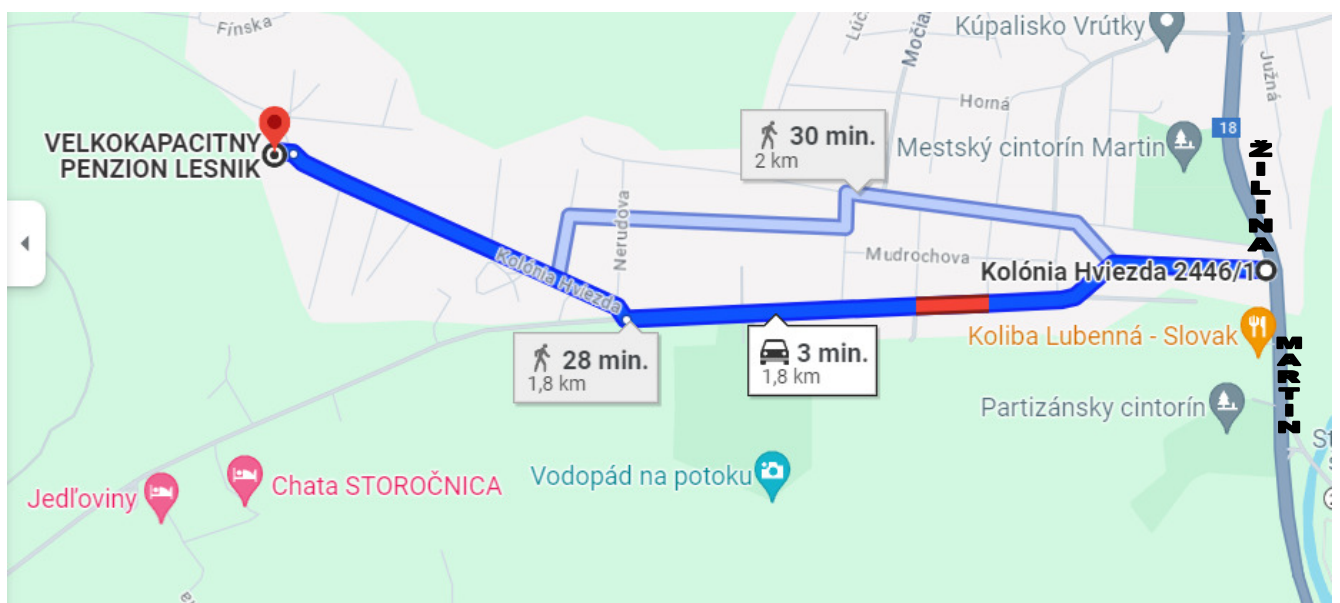 Fínska
Lúč
Močiar
Kúpalisko Vrútky
Južná
Horná
18
30 min.
2 km
Mestský cintorín Martin
ŽILINA
VELKOKAPACITNY
PENZION LESNIK
Nerudova
Mudrochova
Kolónia Hviezda
Kolónia Hviezda 2446/1
28 min.
1,8 km
3 min.
1,8 km
Koliba Lubenná - Slovak
MARTIN
Partizánsky cintorín
Vodopád na potoku
Chata STOROČNICA
Jedľoviny